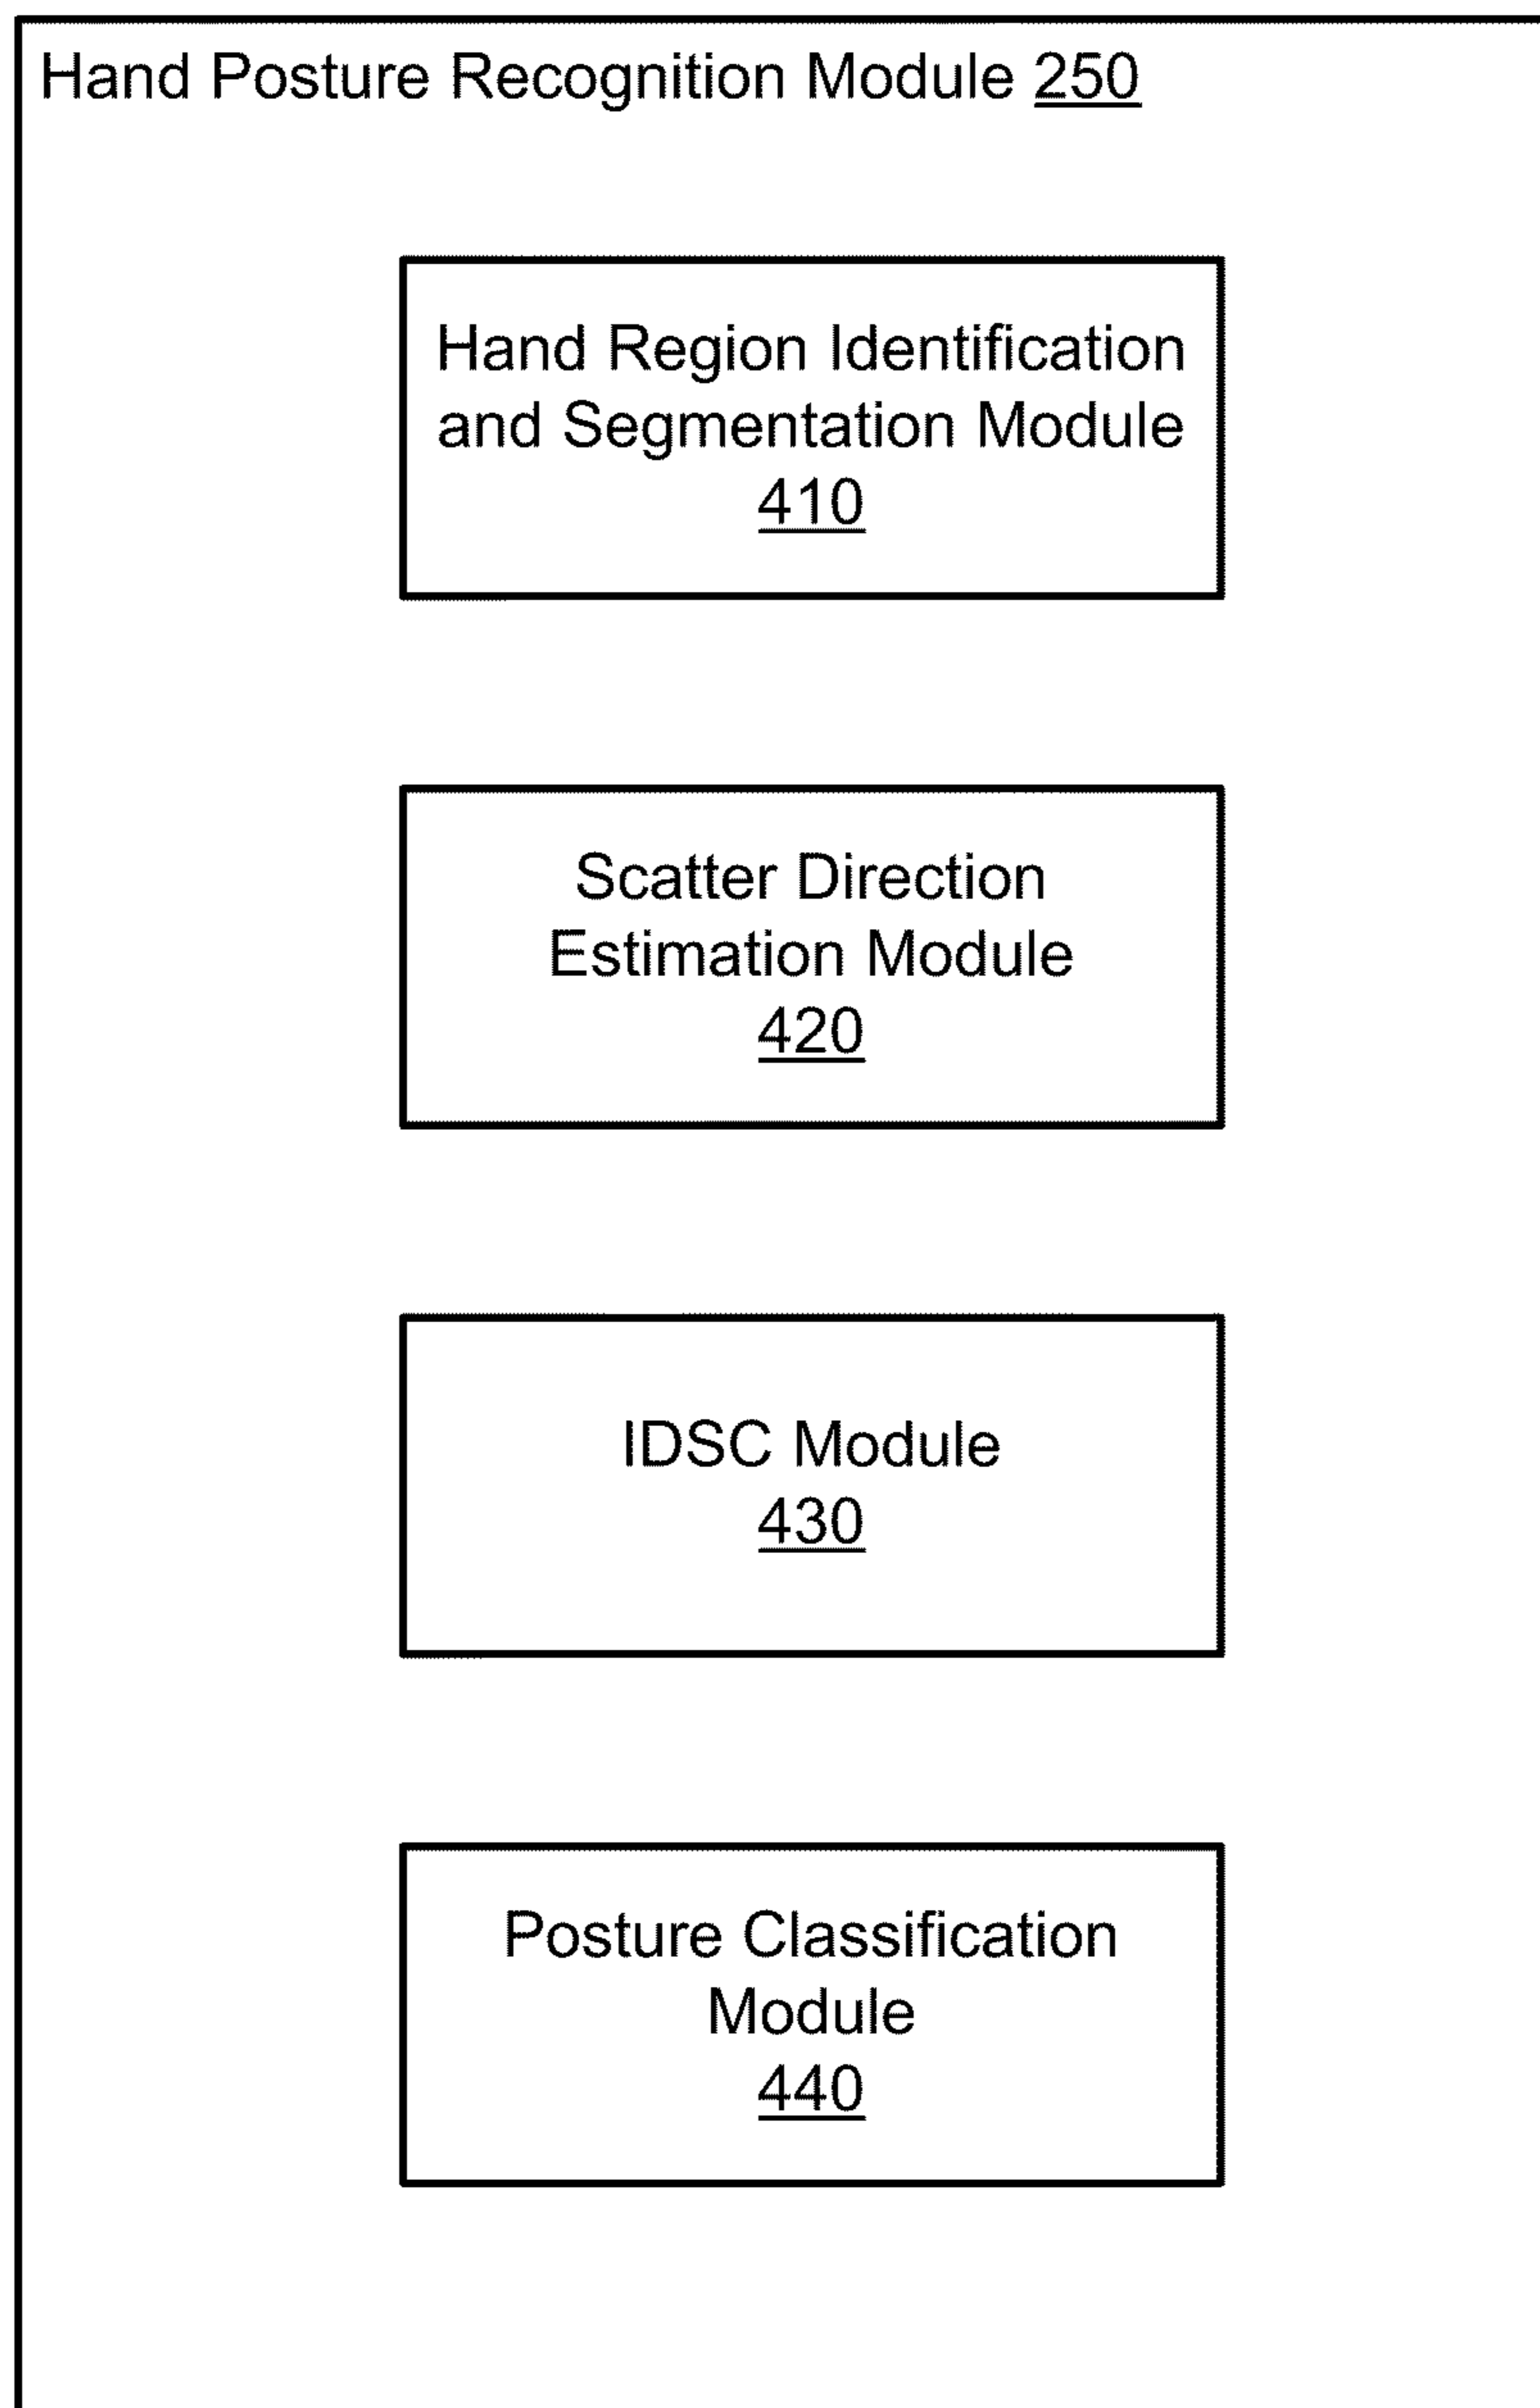 Hand Posture Recognition Module 250
Hand Region Identification
and Segmentation Module
410
Scatter Direction
Estimation Module
420
IDSC Module
430
Posture Classification
Module
440